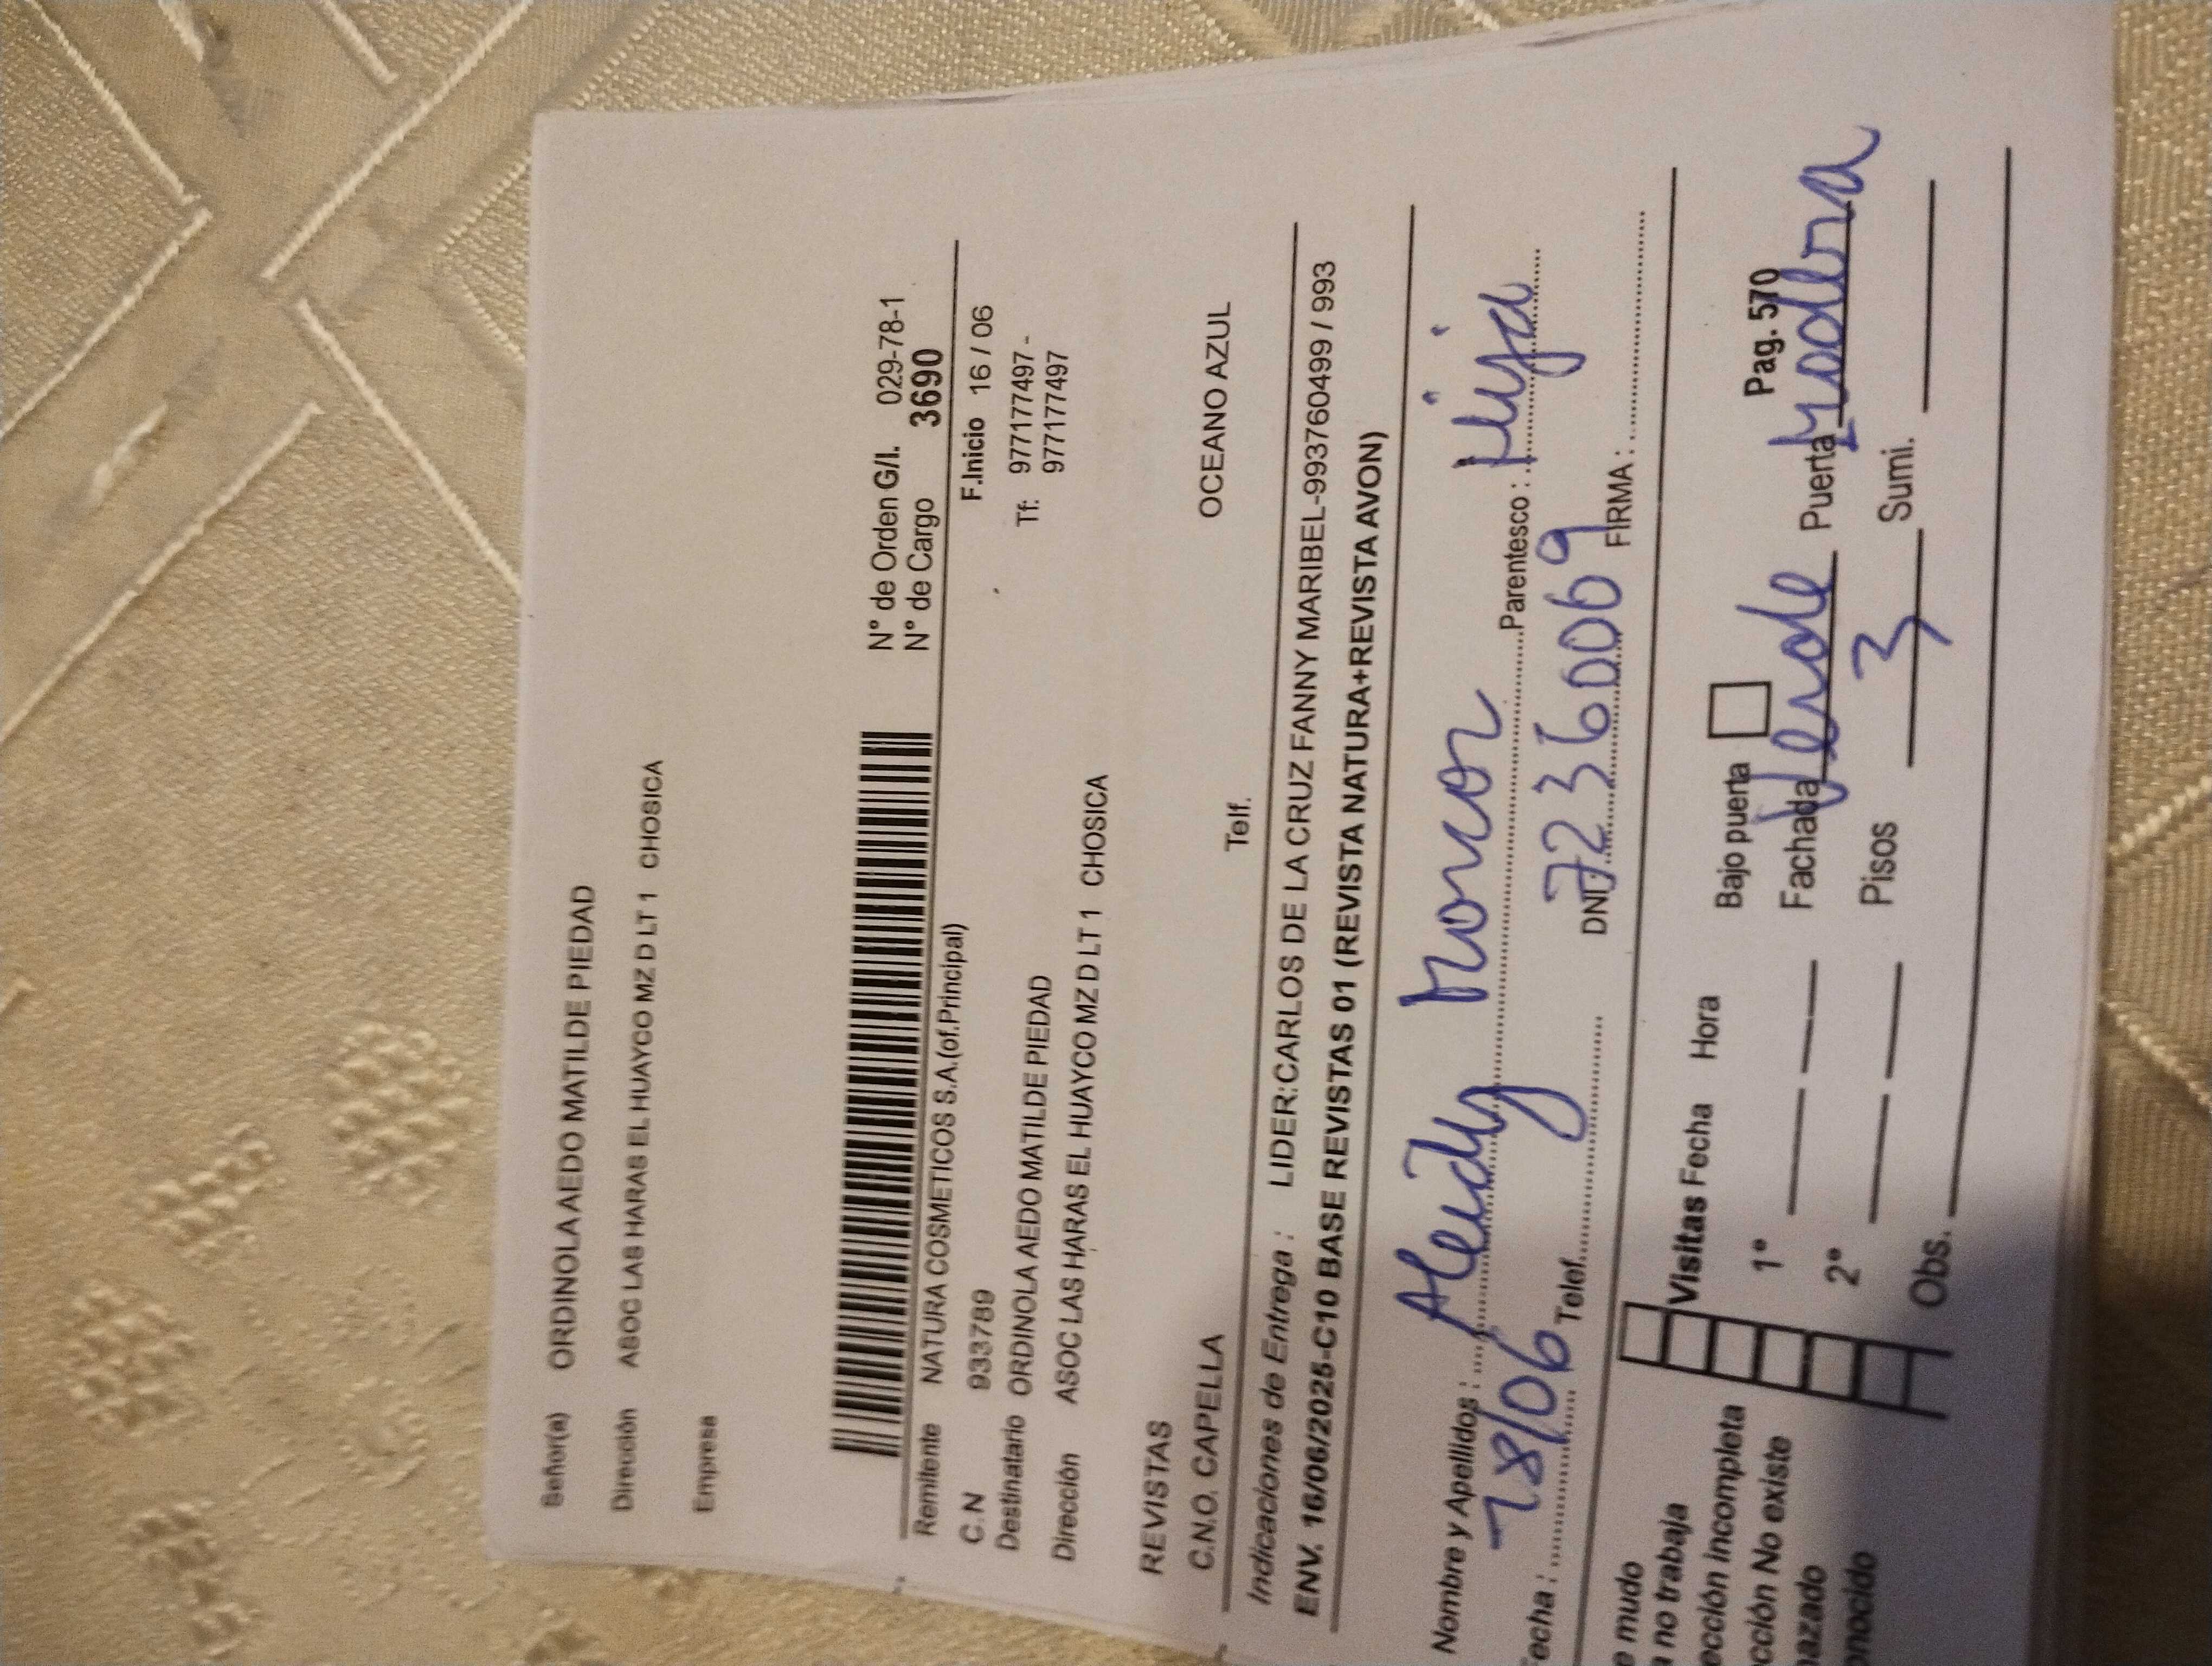 Señor(a) ORDINOLA AEDO MATILDE PIEDAD
Dirección ASOC LAS HARAS EL HUAYCO MZ D LT 1 CHOSICA
Empresa
N° de Orden G/I. 029-78-1
N° de Cargo 3690
Remitente NATURA COSMETICOS S.A.(of.Principal) F.Inicio 16 / 06
C.N 933789 Tf: 977177497 -
Destinatario ORDINOLA AEDO MATILDE PIEDAD 977177497
Dirección ASOC LAS HARAS EL HUAYCO MZ D LT 1 CHOSICA
REVISTAS
C.N.O. CAPELLA Telf. OCEANO AZUL
Indicaciones de Entrega : LIDER:CARLOS DE LA CRUZ FANNY MARIBEL-993760499 / 993
ENV. 16/06/2025-C10 BASE REVISTAS 01 (REVISTA NATURA+REVISTA AVON)
Nombre y Apellidos : Aleidy Parentesco : Hija
Fecha : 18/06 Telef. DNI 72360069 FIRMA :
e mudo
a no trabaja Visitas Fecha Hora Bajo puerta Pag. 570
ección incompleta 1° Fachada Verde Puerta Madera
cción No existe 2° Pisos 3 Sumi.
hazado
onocido Obs.